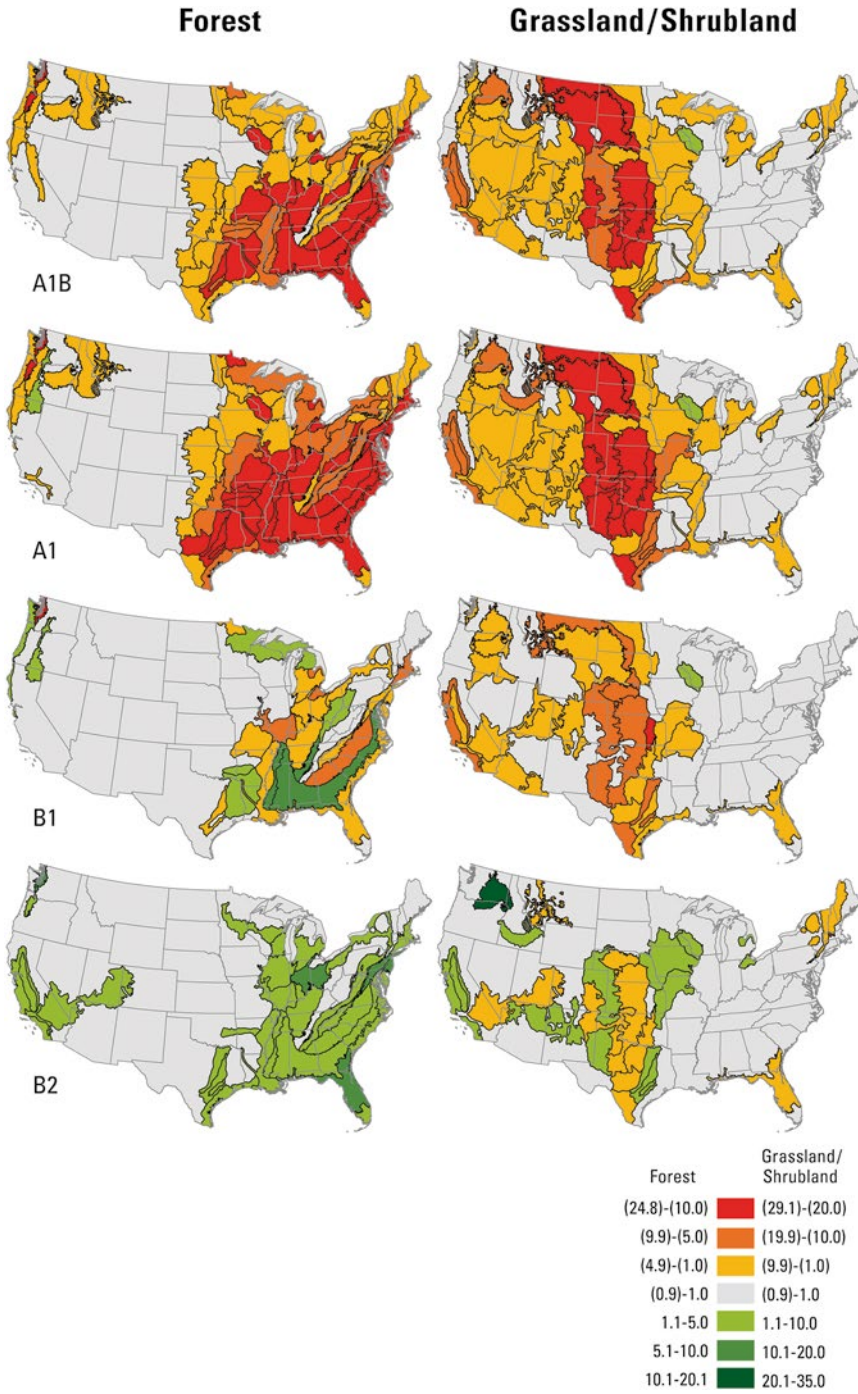 Forest Grassland/Shrubland
A1B
A1
B1
B2
Grassland/
Forest Shrubland
(24.8)-(10.0) (29.1)-(20.0)
(9.9)-(5.0) (19.9)-(10.0)
(4.9)-(1.0) (9.9)-(1.0)
(0.9)-1.0 (0.9)-1.0
1.1-5.0 1.1-10.0
5.1-10.0 10.1-20.0
10.1-20.1 20.1-35.0